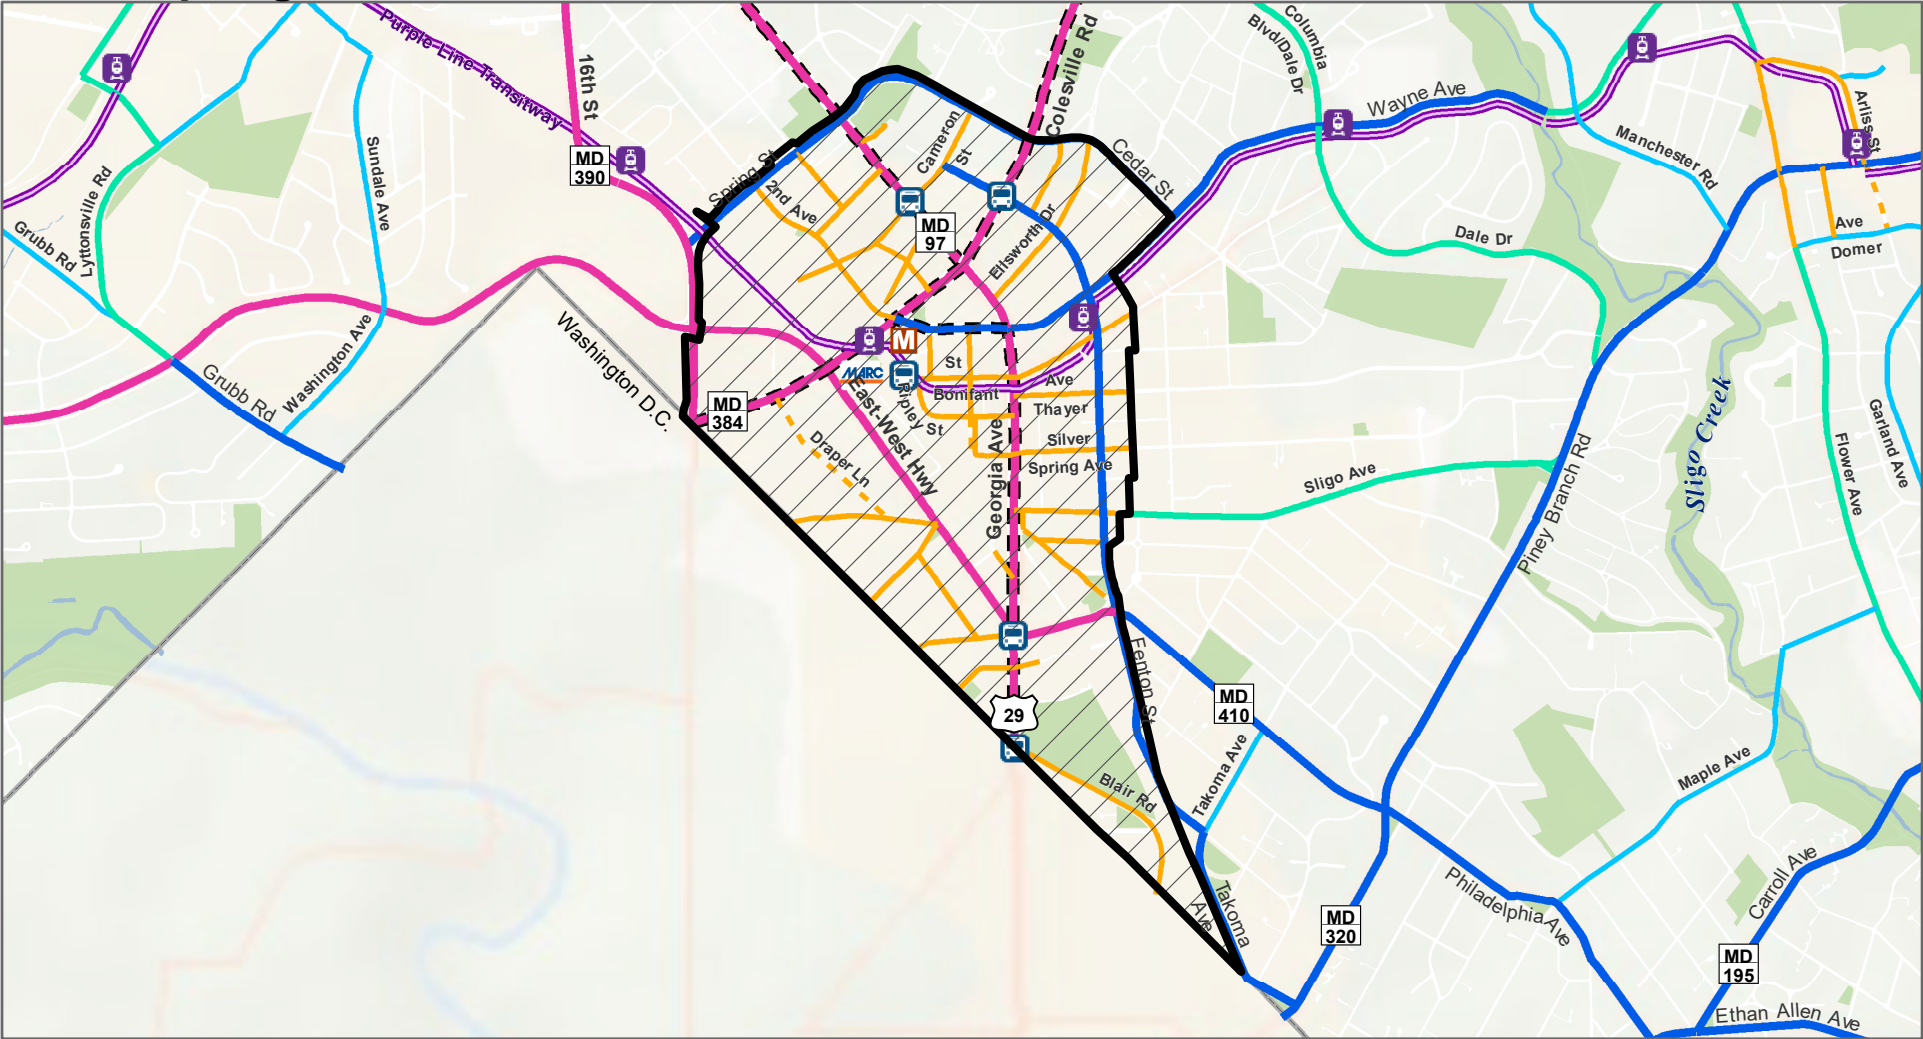 Purple Line Transitway
16th St
MD
390
Colesville Rd
Columbia
Blvd/Dale Dr
Wayne Ave
Arliss St
Manchester Rd
Cedar St
Cameron
St
Spring St
2nd Ave
MD
97
Ellsworth Dr
Sundale Ave
Lyttonsville Rd
Grubb Rd
Dale Dr
Ave
Domer
Washington Ave
Grubb Rd
Washington D.C.
M
MARC
St
Ave
Bonifant
Thayer
Ripley
St
Silver
Spring Ave
MD
384
East-West Hwy
Draper Ln
Georgia Ave
Sligo Ave
Piney Branch Rd
Sligo Creek
Flower Ave
Garland Ave
Fenton St
29
MD
410
Takoma Ave
Blair Rd
Maple Ave
Takoma
Ave
Philadelphia Ave
Carroll Ave
MD
320
MD
195
Ethan Allen Ave